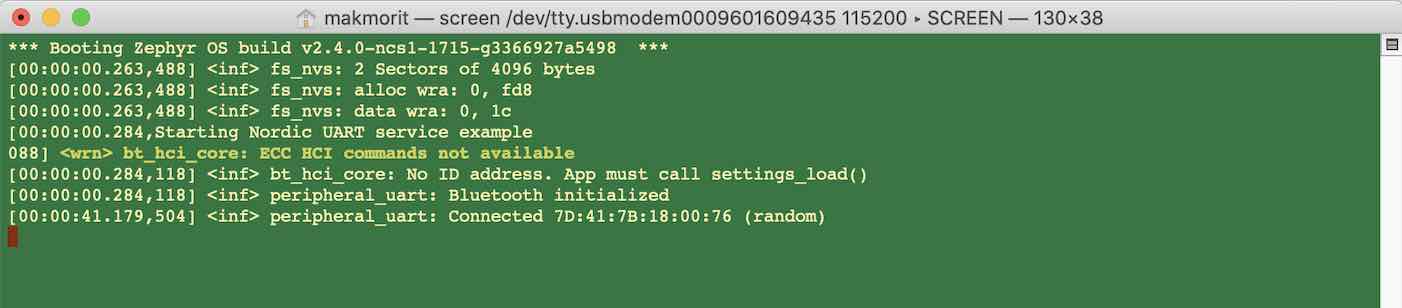 makmorit — screen /dev/tty.usbmodem0009601609435 115200 ▸ SCREEN — 130×38
*** Booting Zephyr OS build v2.4.0-ncs1-1715-g3366927a5498  ***
[00:00:00.263,488] <inf> fs_nvs: 2 Sectors of 4096 bytes
[00:00:00.263,488] <inf> fs_nvs: alloc wra: 0, fd8
[00:00:00.263,488] <inf> fs_nvs: data wra: 0, 1c
[00:00:00.284,Starting Nordic UART service example
088] <wrn> bt_hci_core: ECC HCI commands not available
[00:00:00.284,118] <inf> bt_hci_core: No ID address. App must call settings_load()
[00:00:00.284,118] <inf> peripheral_uart: Bluetooth initialized
[00:00:41.179,504] <inf> peripheral_uart: Connected 7D:41:7B:18:00:76 (random)